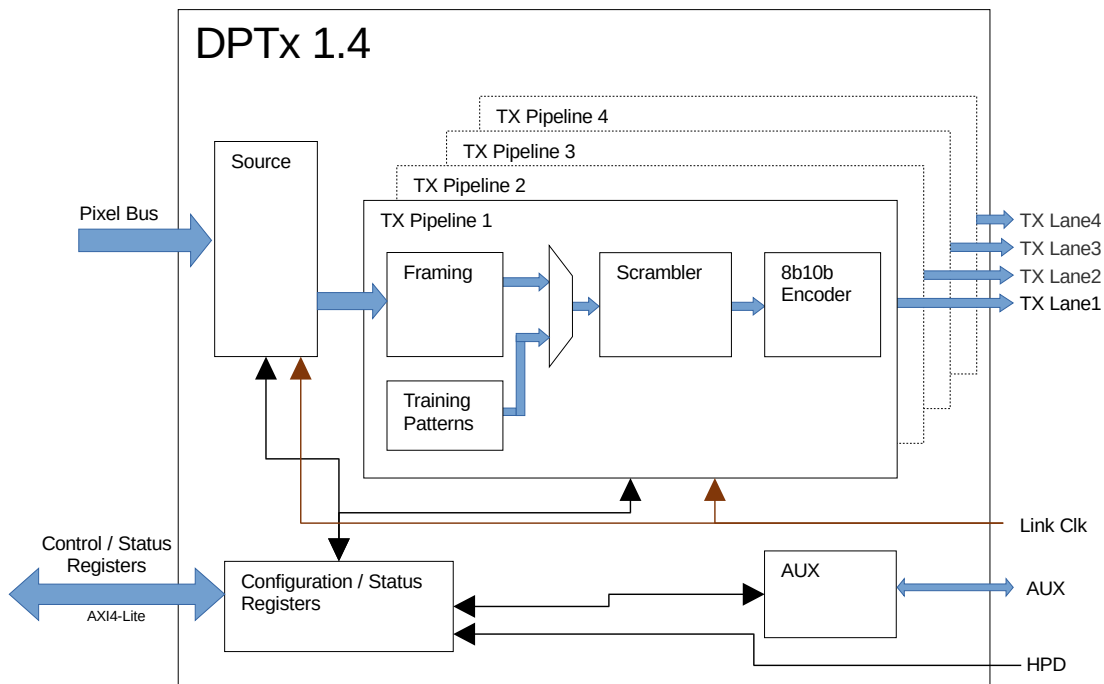 DPTx 1.4
TX Pipeline 4
TX Pipeline 3
TX Pipeline 2
TX Pipeline 1
Source
Pixel Bus
Framing
Scrambler
8b10b
Encoder
Training
Patterns
TX Lane4
TX Lane3
TX Lane2
TX Lane1
Link Clk
Control / Status
Registers
AXI4-Lite
Configuration / Status
Registers
AUX
AUX
HPD